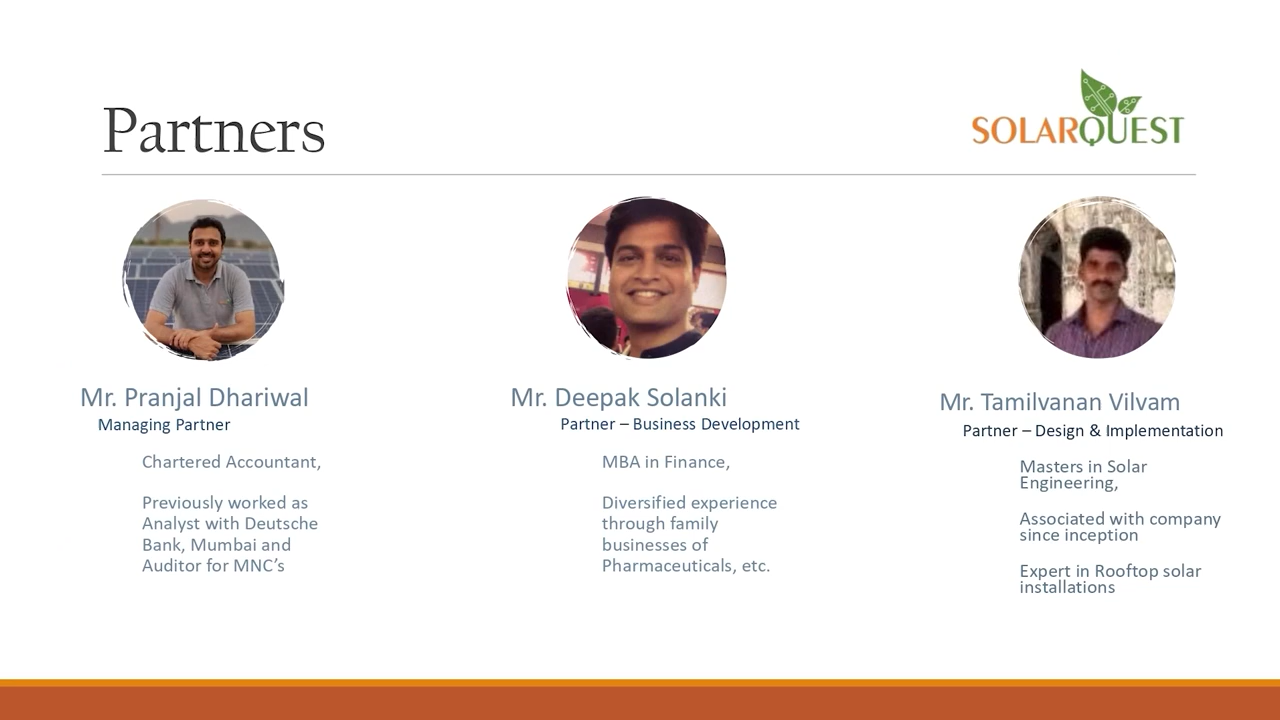 Partners
SOLARQUEST
Mr. Pranjal Dhariwal
Managing Partner
Chartered Accountant,
Previously worked as
Analyst with Deutsche
Bank, Mumbai and
Auditor for MNC’s
Mr. Deepak Solanki
Partner – Business Development
MBA in Finance,
Diversified experience
through family
businesses of
Pharmaceuticals, etc.
Mr. Tamilvanan Vilvam
Partner – Design & Implementation
Masters in Solar
Engineering,
Associated with company
since inception
Expert in Rooftop solar
installations